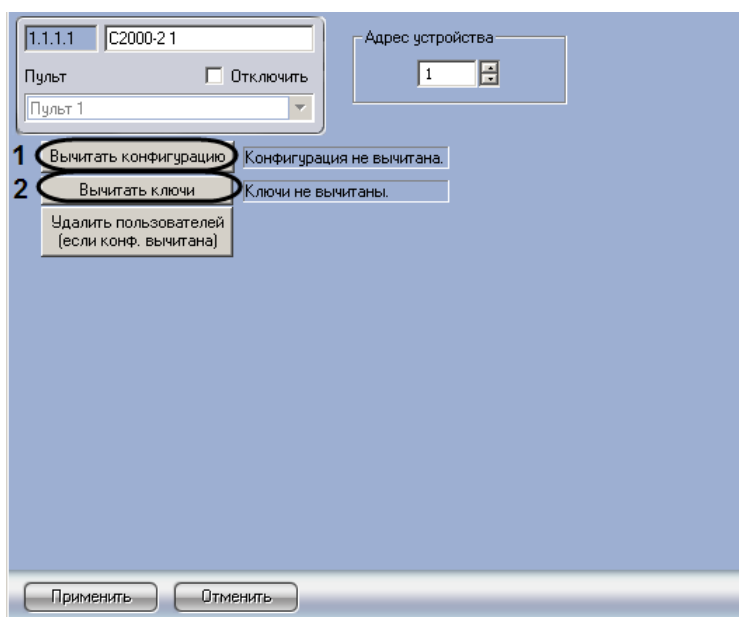 1.1.1.1 С2000-2 1
Адрес устройства
Пульт Отключить
1
Пульт 1
1 Вычитать конфигурацию Конфигурация не вычитана.
2 Вычитать ключи Ключи не вычитаны.
Удалить пользователей
(если конф. вычитана)
Применить Отменить